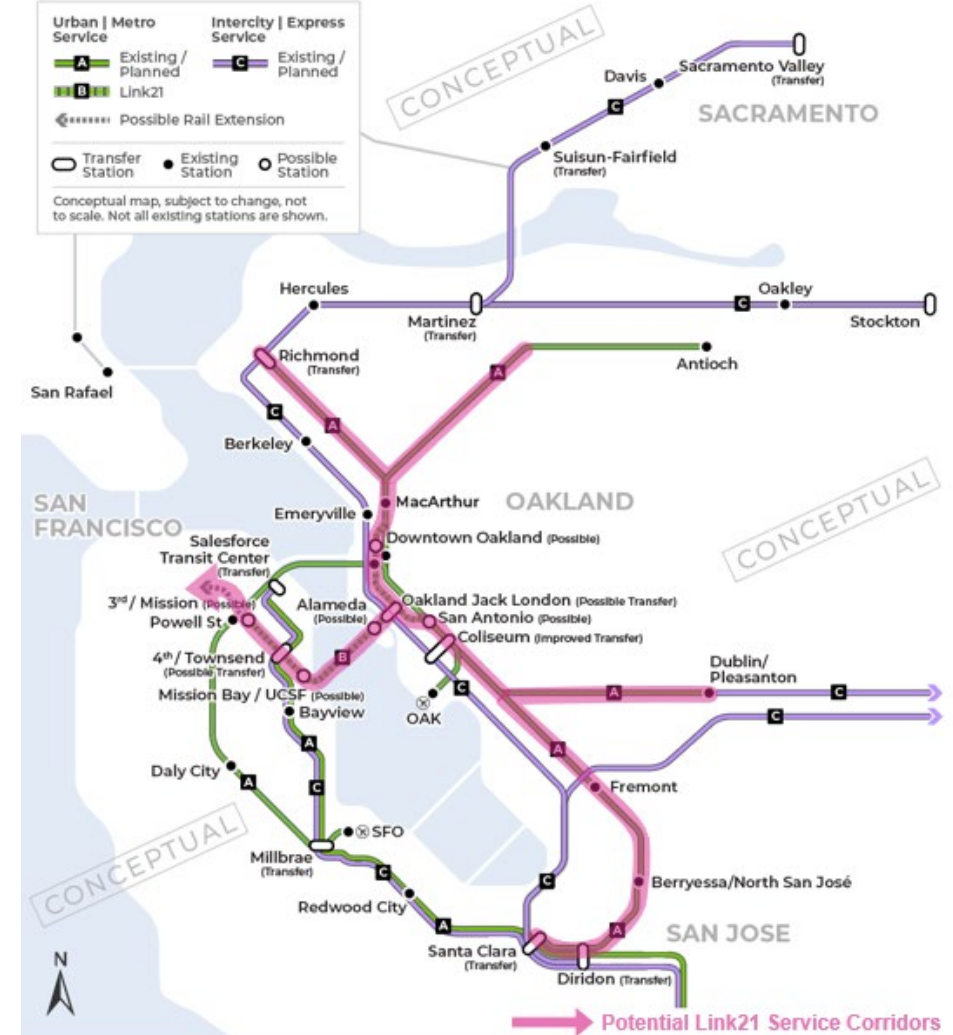 Urban | Metro
Service
Intercity | Express
Service
A
Existing /
Planned
C
Existing /
Planned
B
Link21
Possible Rail Extension
Transfer
Station
Existing
Station
Possible
Station
Conceptual map, subject to change, not
to scale. Not all existing stations are shown.
CONCEPTUAL
Davis
Sacramento Valley
(Transfer)
C
SACRAMENTO
Suisun-Fairfield
(Transfer)
Hercules
Martinez
(Transfer)
C
Oakley
Stockton
San Rafael
Richmond
(Transfer)
A
Antioch
C
A
Berkeley
SAN
FRANCISCO
Emeryville
MacArthur
OAKLAND
CONCEPTUAL
Salesforce
Transit Center
(Transfer)
Downtown Oakland (Possible)
3rd / Mission (Possible)
Powell St
Alameda
(Possible)
Oakland Jack London (Possible Transfer)
San Antonio (Possible)
Coliseum (Improved Transfer)
4th / Townsend
(Possible Transfer)
B
Mission Bay / UCSF (Possible)
Bayview
OAK
C
A
Dublin/
Pleasanton
C
C
A
A
C
Daly City
A
Fremont
SFO
CONCEPTUAL
Millbrae
(Transfer)
C
C
Berryessa/North San José
Redwood City
A
A
SAN JOSE
Santa Clara
(Transfer)
Diridon (Transfer)
N
Potential Link21 Service Corridors